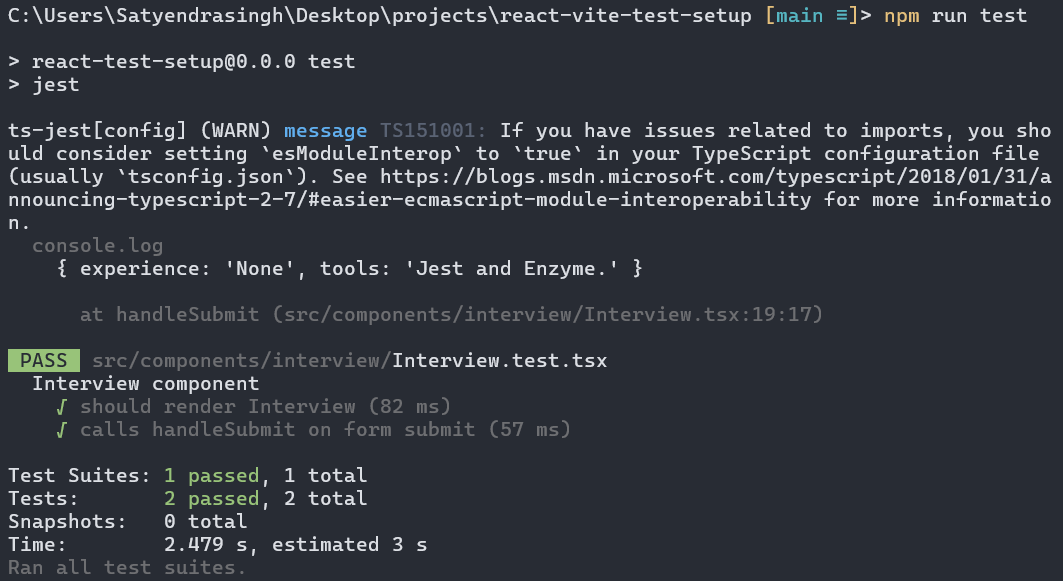 C:\Users\Satyendrasingh\Desktop\projects\react-vite-test-setup [main ≡]> npm run test
> react-test-setup@0.0.0 test
> jest
ts-jest[config] (WARN) message TS151001: If you have issues related to imports, you sho
uld consider setting `esModuleInterop` to `true` in your TypeScript configuration file
(usually `tsconfig.json`). See https://blogs.msdn.microsoft.com/typescript/2018/01/31/a
nnouncing-typescript-2-7/#easier-ecmascript-module-interoperability for more informatio
n.
console.log
{ experience: 'None', tools: 'Jest and Enzyme.' }
at handleSubmit (src/components/interview/Interview.tsx:19:17)
PASS src/components/interview/Interview.test.tsx
Interview component
√ should render Interview (82 ms)
√ calls handleSubmit on form submit (57 ms)
Test Suites: 1 passed, 1 total
Tests: 2 passed, 2 total
Snapshots: 0 total
Time: 2.479 s, estimated 3 s
Ran all test suites.